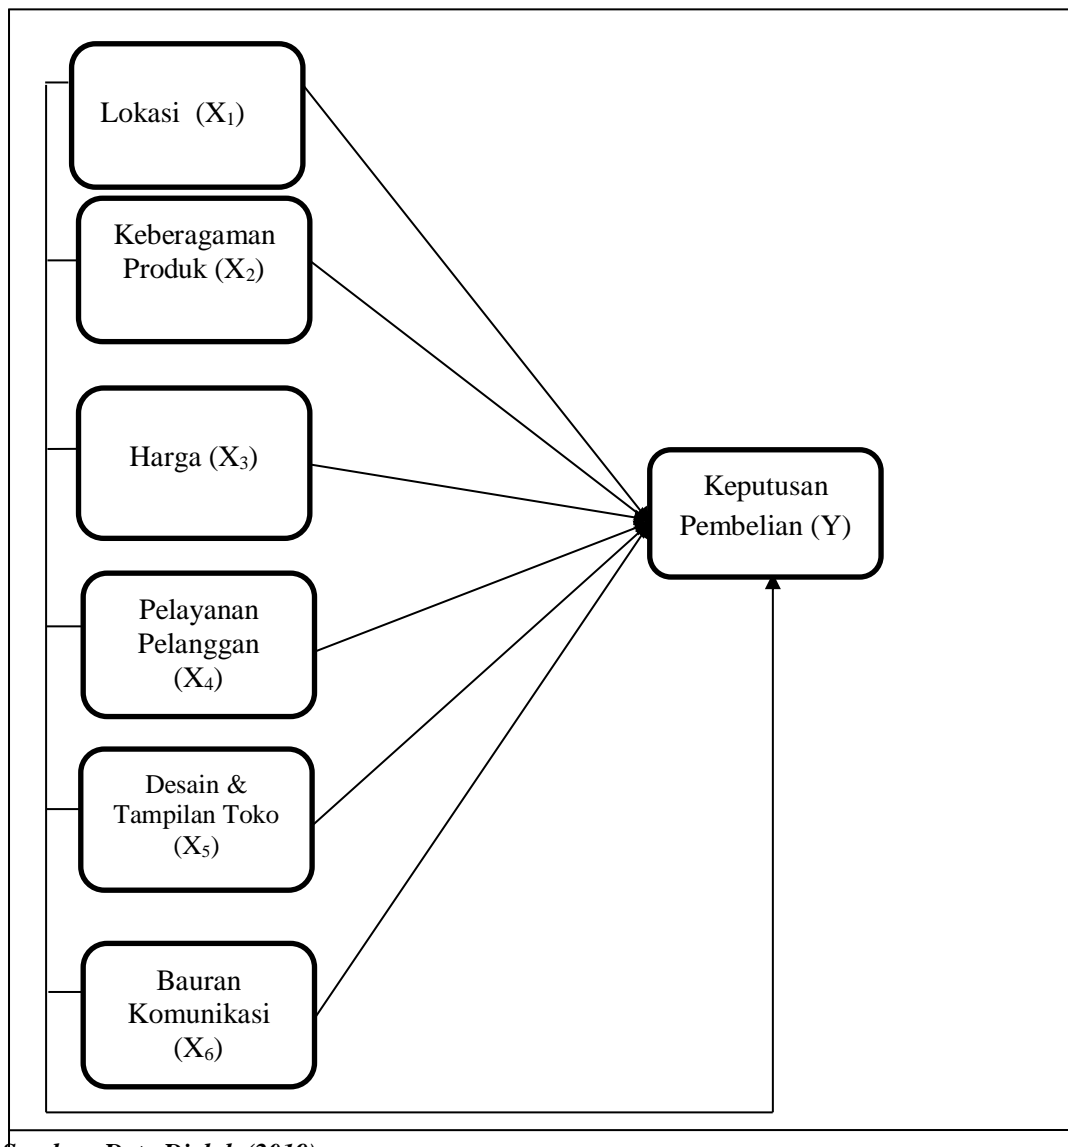 Lokasi (X₁)
Keberagaman
Produk (X₂)
Harga (X₃)
Keputusan
Pembelian (Y)
Pelayanan
Pelanggan
(X₄)
Desain &
Tampilan Toko
(X₅)
Bauran
Komunikasi
(X₆)